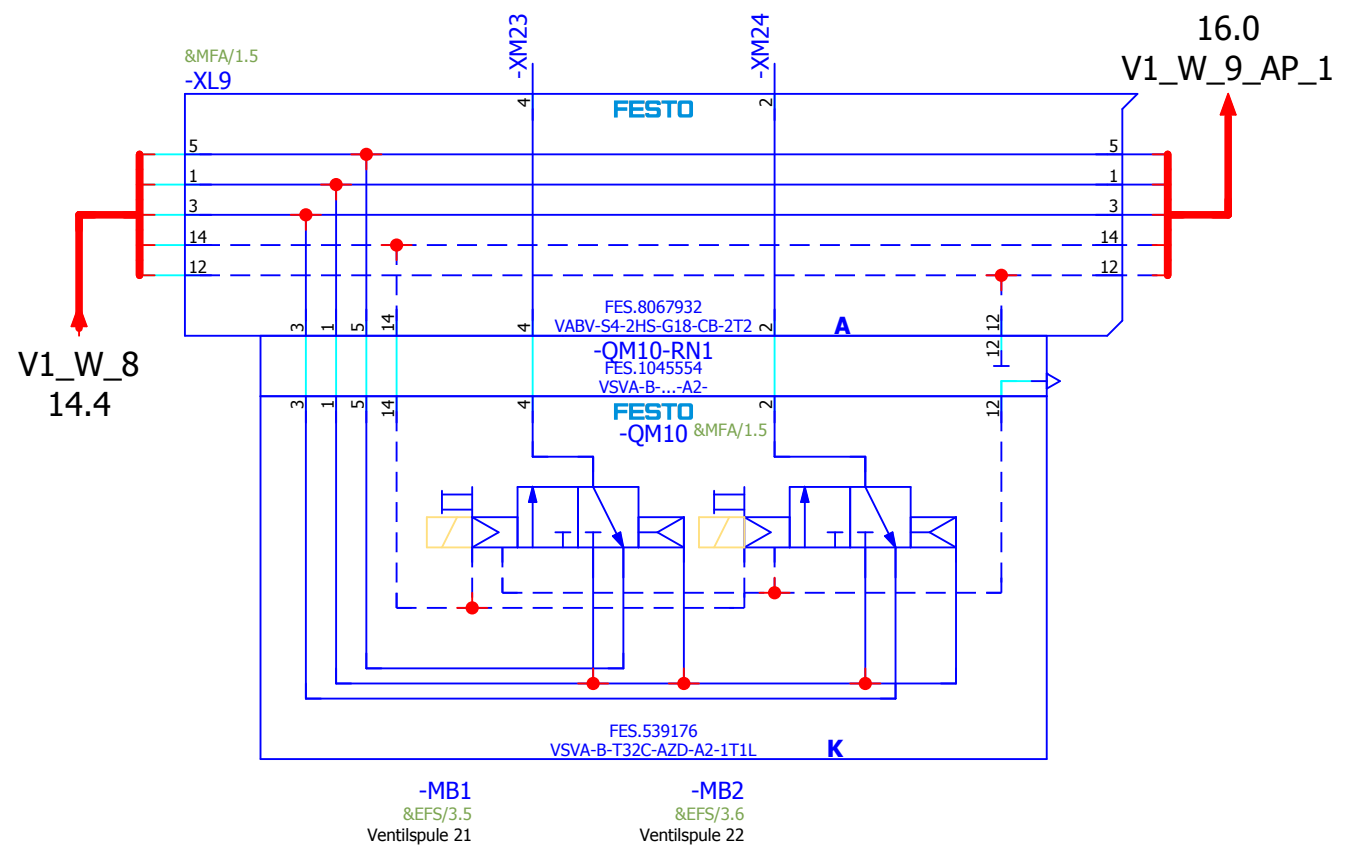 16.0
V1_W_9_AP_1
-XM23
-XM24
&MFA/1.5
-XL9
4
FESTO
2
5
5
1
1
3
3
14
14
12
12
FES.8067932
VABV-S4-2HS-G18-CB-2T2
A
3
1
5
14
4
2
12
V1_W_8
14.4
-QM10-RN1
FES.1045554
VSVA-B-...-A2-
12
3
1
5
14
4
2
12
FESTO
-QM10
&MFA/1.5
FES.539176
VSVA-B-T32C-AZD-A2-1T1L
K
-MB1
&EFS/3.5
Ventilspule 21
-MB2
&EFS/3.6
Ventilspule 22